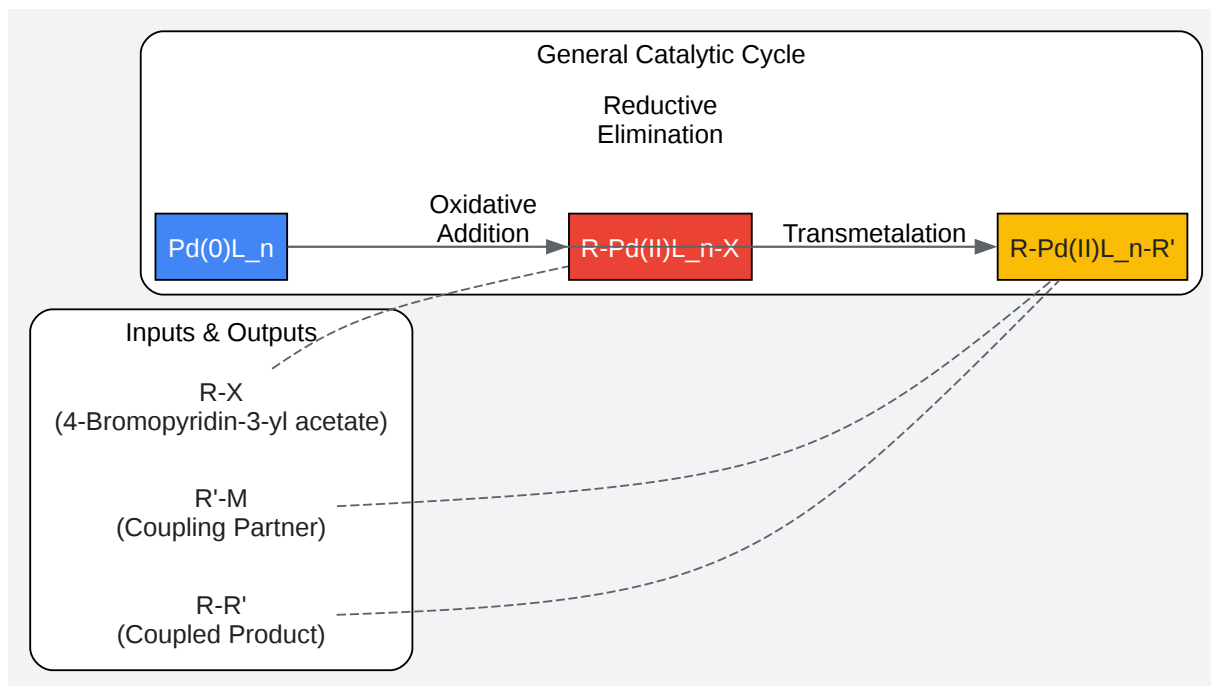 General Catalytic Cycle
Reductive
Elimination
Oxidative
Addition
Transmetalation
Pd(0)L_n
R-Pd(II)L_n-X
R-Pd(II)L_n-R'
Inputs & Outputs
R-X
(4-Bromopyridin-3-yl acetate)
R'-M
(Coupling Partner)
R-R'
(Coupled Product)